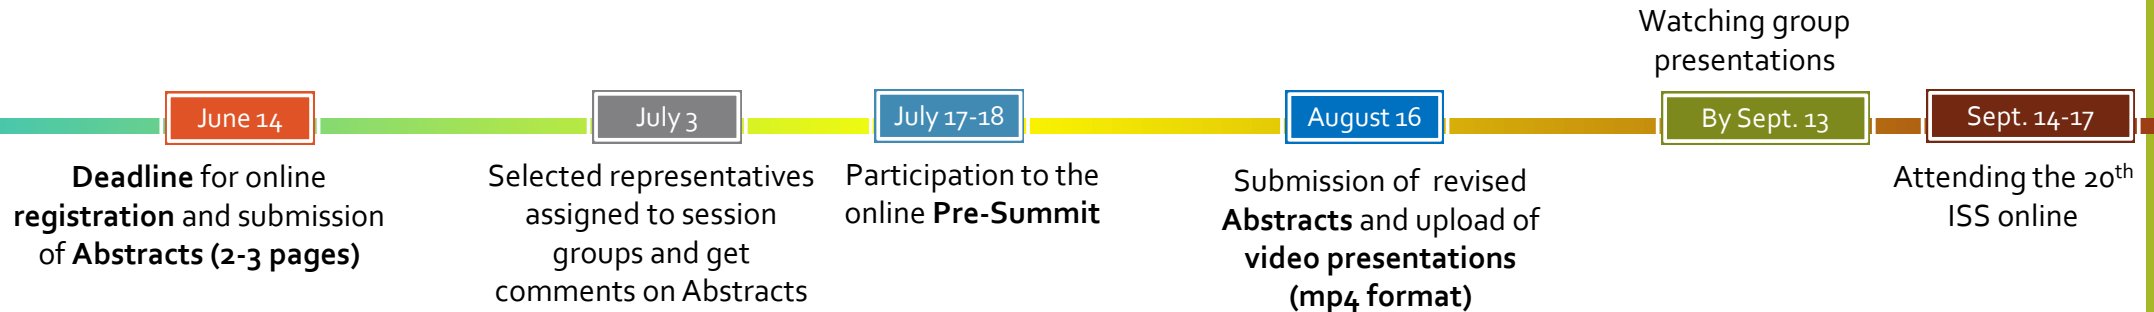 June 14
Deadline for online
registration and submission
of Abstracts (2-3 pages)
July 3
Selected representatives
assigned to session
groups and get
comments on Abstracts
July 17-18
Participation to the
online Pre-Summit
August 16
Submission of revised
Abstracts and upload of
video presentations
(mp4 format)
Watching group
presentations
By Sept. 13
Sept. 14-17
Attending the 20th
ISS online